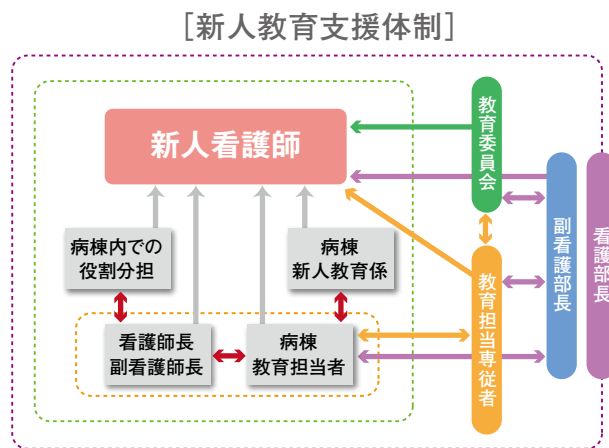 [新人教育支援体制]
新人看護師
教育委員会
副看護部長
看護部長
病棟内での
役割分担
病棟
新人教育係
教育担当専従者
看護師長
副看護師長
病棟
教育担当者